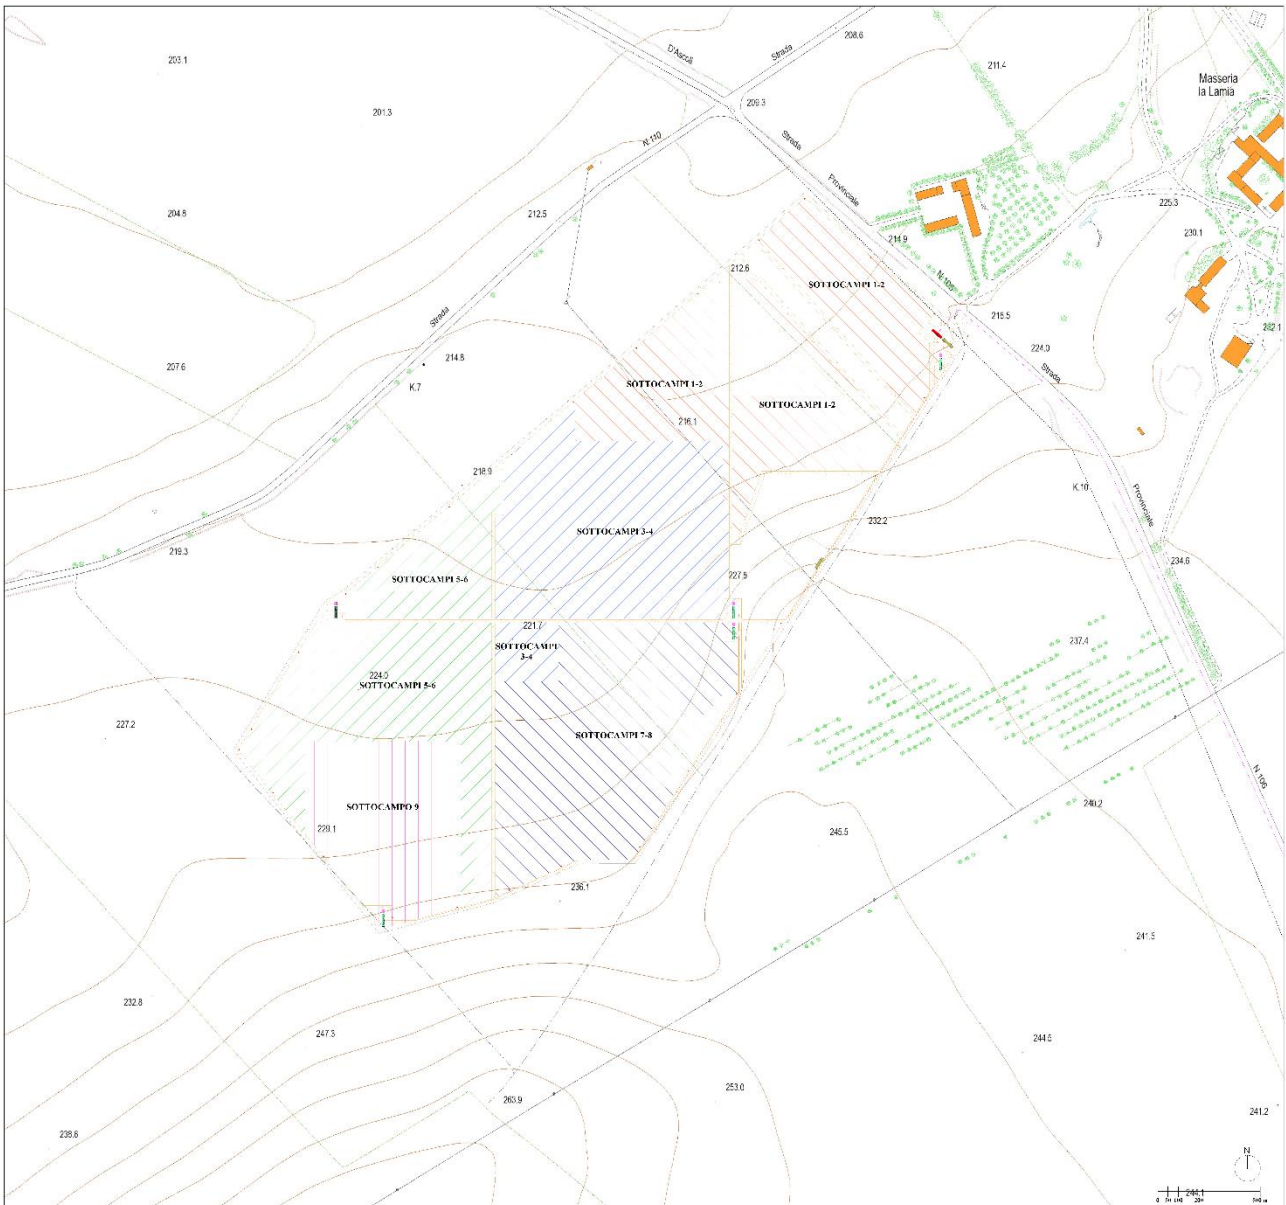 D'Ascoli
Strada
208.6
203.1
211.4
Masseria
la Lamia
209.3
201.3
N.110
Strada
Provinciale
204.8
212.5
225.3
214.9
230.1
212.6
N.106
SOTTOCAMPI 1-2
Strada
215.5
232.1
224.0
214.8
207.6
Strada
K.7
SOTTOCAMPI 1-2
SOTTOCAMPI 1-2
216.1
218.9
K.10
Provinciale
232.2
SOTTOCAMPI 3-4
219.3
234.6
SOTTOCAMPI 5-6
227.5
221.7
237.4
SOTTOCAMPI
3-4
224.0
SOTTOCAMPI 5-6
227.2
SOTTOCAMPI 7-8
N 106
SOTTOCAMPO 9
240.2
229.1
245.5
236.1
241.5
232.8
247.3
244.5
253.0
263.9
241.2
238.6
N
244.1